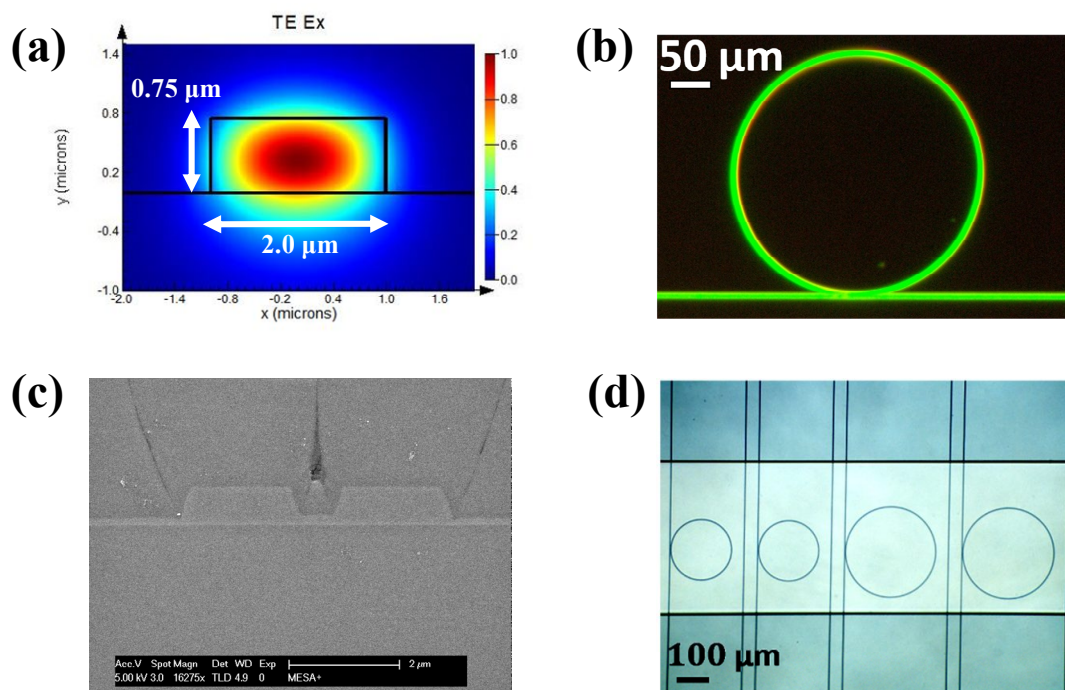 (a)
TE Ex
1.4
0.8
0.2
-0.4
-1.0
y (microns)
0.75 µm
2.0 µm
-2.0 -1.4 -0.8 -0.2 0.4 1.0 1.6
x (microns)
1.0
0.8
0.6
0.4
0.2
0.0
(b)
50 µm
(c)
Acc.V Spot Magn Det WD Exp 2 µm
5.00 kV 3.0 16275x TLD 4.9 0 MESA+
(d)
100 µm